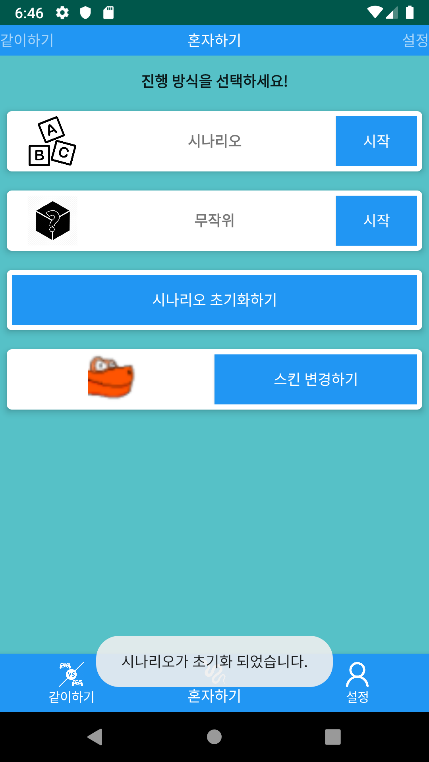 6:46
같이하기 혼자하기 설정
진행 방식을 선택하세요!
A
B C
시나리오 시작
?
무작위 시작
시나리오 초기화하기
스킨 변경하기
시나리오가 초기화 되었습니다.
VS
같이하기 혼자하기 설정